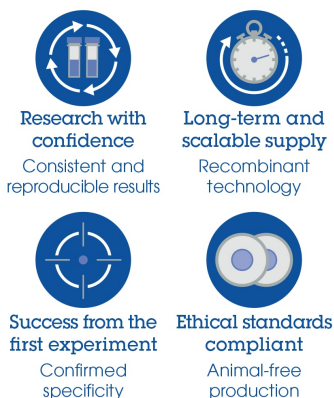 Research with
confidence
Consistent and
reproducible results
Long-term and
scalable supply
Recombinant
technology
Success from the
first experiment
Confirmed
specificity
Ethical standards
compliant
Animal-free
production